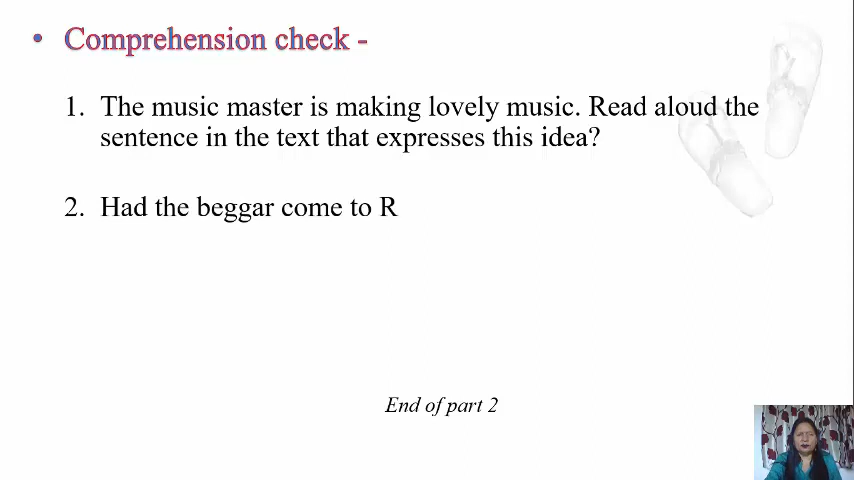 • Comprehension check -
1. The music master is making lovely music. Read aloud the
sentence in the text that expresses this idea?
2. Had the beggar come to R
End of part 2